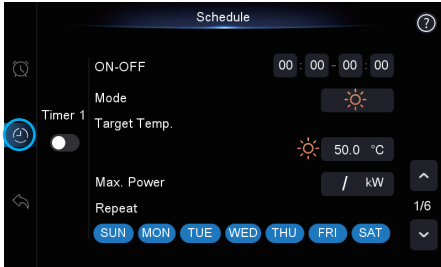 Schedule
?
ON-OFF 00 : 00 - 00 : 00
Mode
Timer 1
Target Temp.
50.0 °C
Max. Power / kW
Repeat
1/6
SUN MON TUE WED THU FRI SAT